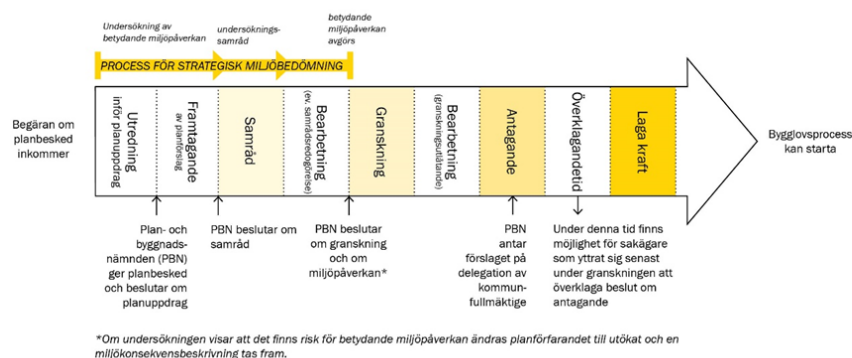 Undersökning av
betydande miljöpåverkan
undersöknings-
samråd
betydande
miljöpåverkan
avgörs
PROCESS FÖR STRATEGISK MILJÖBEDÖMNING
Begäran om
planbesked
inkommer
Utredning
inför planuppdrag
Framtagande
av planförslag
Samråd
Bearbetning
(ev. samrådsredogörelse)
Granskning
Bearbetning
(granskningsutlåtande)
Antagande
Överklagandetid
Laga kraft
Bygglovsprocess
kan starta
Plan- och
byggnads-
nämnden (PBN)
ger planbesked
och beslutar om
planuppdrag
PBN beslutar om
samråd
PBN beslutar
om granskning
och om
miljöpåverkan*
PBN
antar
förslaget på
delegation av
kommun-
fullmäktige
Under denna tid finns
möjlighet för sakägare
som yttrat sig senast
under granskningen att
överklaga beslut om
antagande
*Om undersökningen visar att det finns risk för betydande miljöpåverkan ändras planförfarandet till utökat och en
miljökonsekvensbeskrivning tas fram.